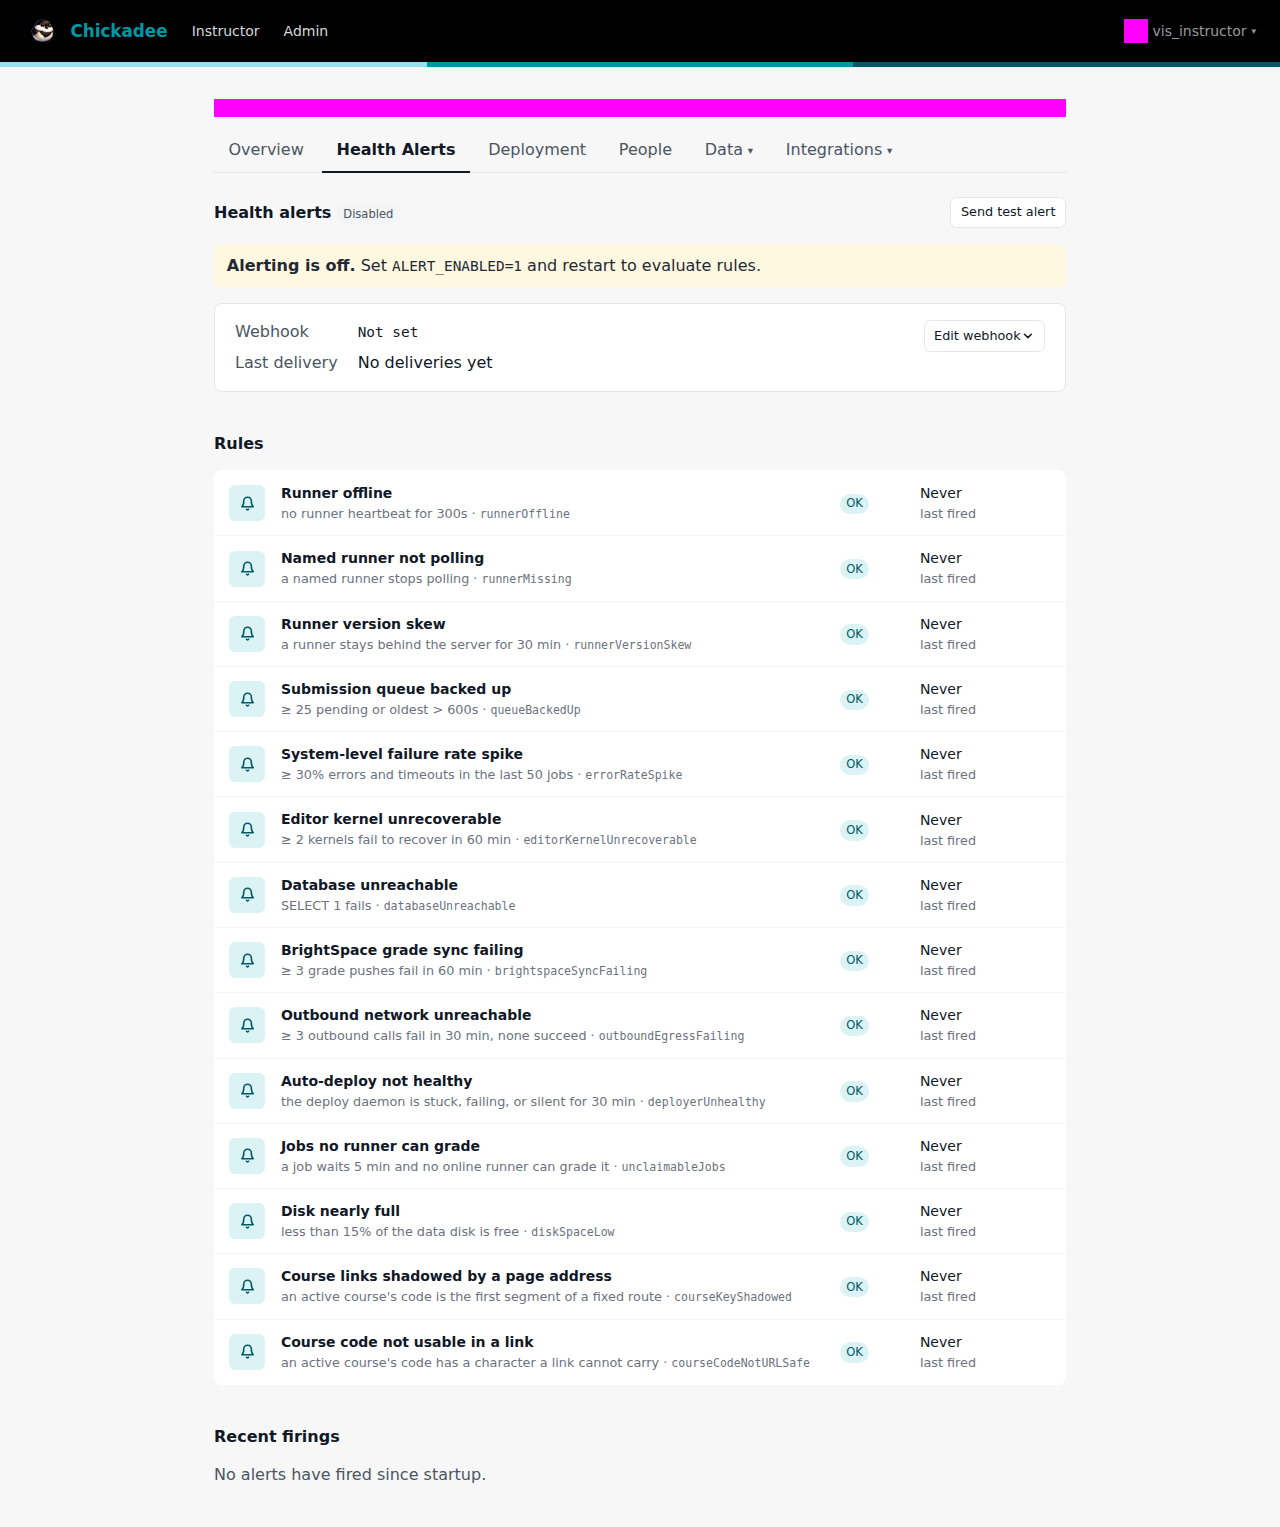 Chickadee Instructor Admin vis_instructor ▾
Overview Health Alerts Deployment People Data ▾ Integrations ▾
Health alerts Disabled Send test alert
Alerting is off. Set ALERT_ENABLED=1 and restart to evaluate rules.
Webhook Not set Edit webhook
Last delivery No deliveries yet
Rules
Runner offline
no runner heartbeat for 300s · runnerOffline
OK
Never
last fired
Named runner not polling
a named runner stops polling · runnerMissing
OK
Never
last fired
Runner version skew
a runner stays behind the server for 30 min · runnerVersionSkew
OK
Never
last fired
Submission queue backed up
≥ 25 pending or oldest > 600s · queueBackedUp
OK
Never
last fired
System-level failure rate spike
≥ 30% errors and timeouts in the last 50 jobs · errorRateSpike
OK
Never
last fired
Editor kernel unrecoverable
≥ 2 kernels fail to recover in 60 min · editorKernelUnrecoverable
OK
Never
last fired
Database unreachable
SELECT 1 fails · databaseUnreachable
OK
Never
last fired
BrightSpace grade sync failing
≥ 3 grade pushes fail in 60 min · brightspaceSyncFailing
OK
Never
last fired
Outbound network unreachable
≥ 3 outbound calls fail in 30 min, none succeed · outboundEgressFailing
OK
Never
last fired
Auto-deploy not healthy
the deploy daemon is stuck, failing, or silent for 30 min · deployerUnhealthy
OK
Never
last fired
Jobs no runner can grade
a job waits 5 min and no online runner can grade it · unclaimableJobs
OK
Never
last fired
Disk nearly full
less than 15% of the data disk is free · diskSpaceLow
OK
Never
last fired
Course links shadowed by a page address
an active course's code is the first segment of a fixed route · courseKeyShadowed
OK
Never
last fired
Course code not usable in a link
an active course's code has a character a link cannot carry · courseCodeNotURLSafe
OK
Never
last fired
Recent firings
No alerts have fired since startup.